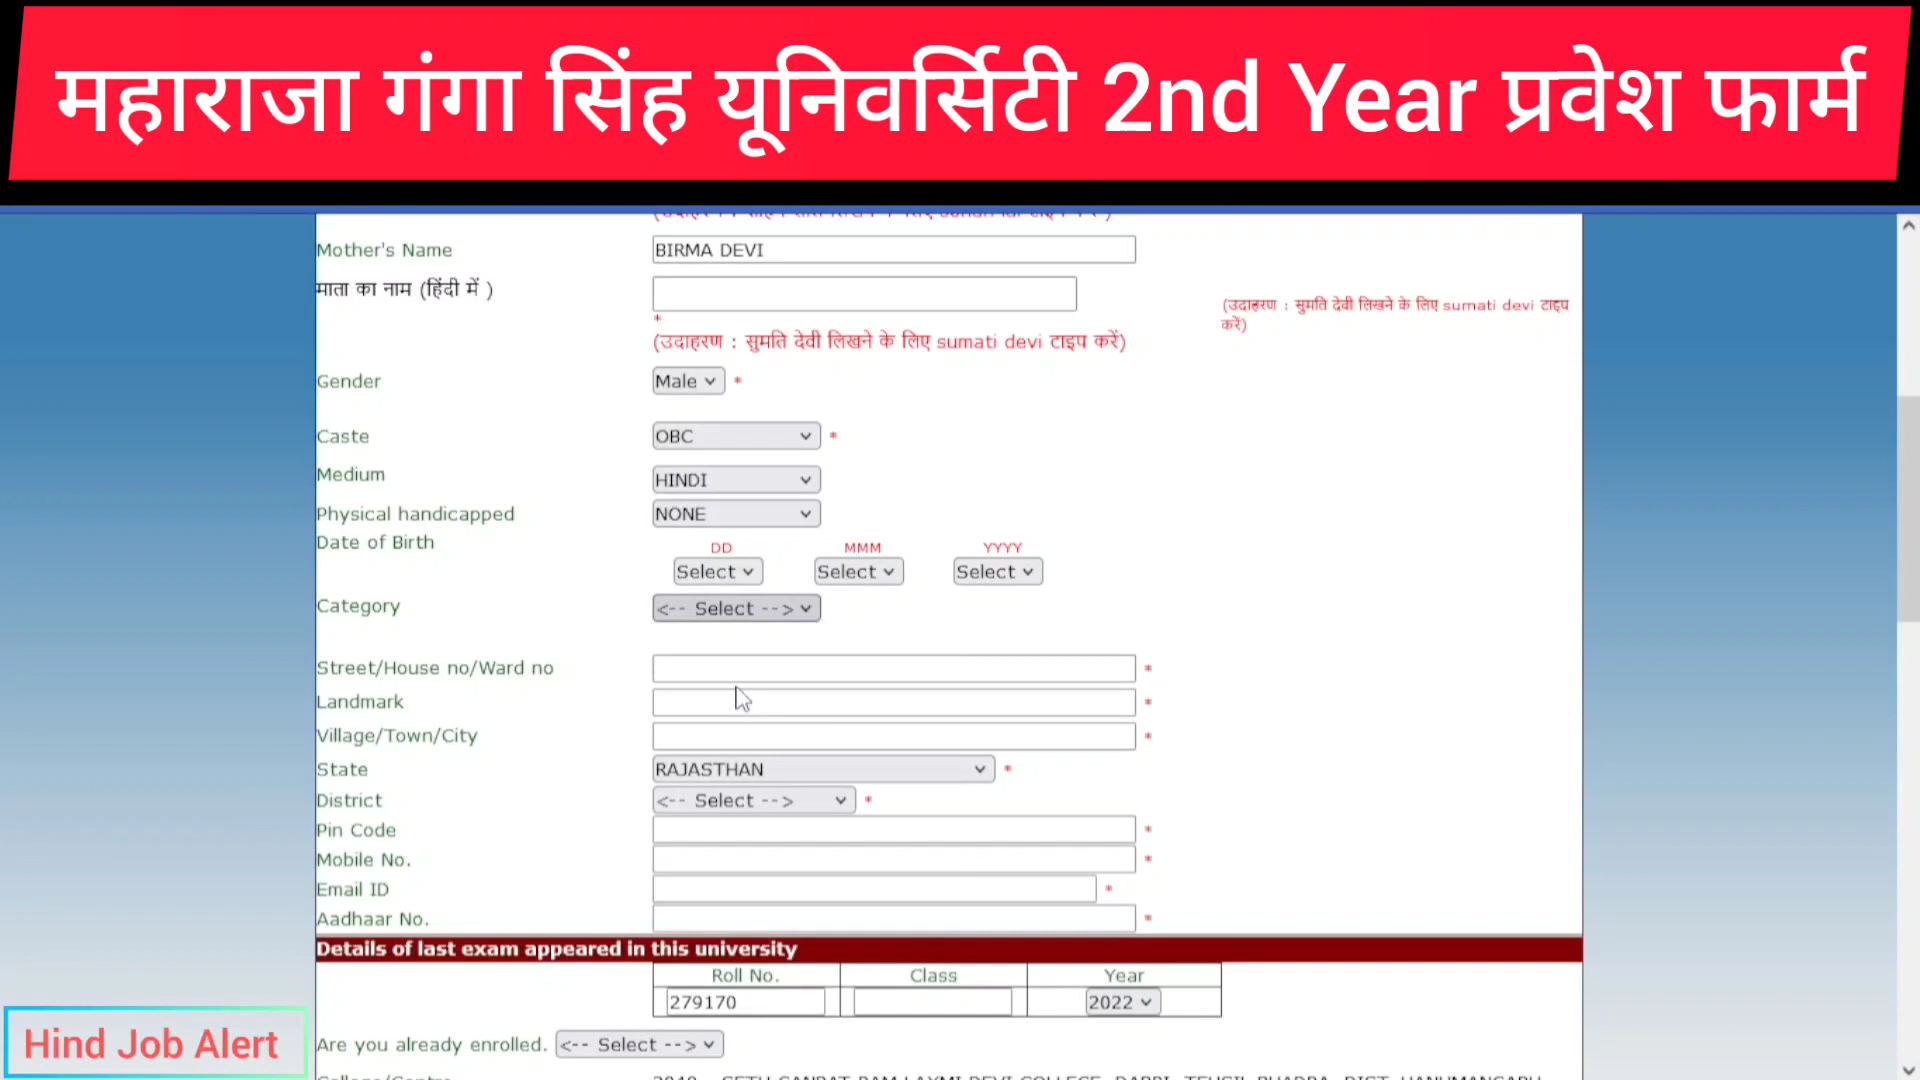 महाराजा गंगा सिंह यूनिवर्सिटी 2nd Year प्रवेश फार्म
Mother's Name BIRMA DEVI
माता का नाम (हिंदी में )
(उदाहरण : सुमति देवी लिखने के लिए sumati devi टाइप
करें)
*
(उदाहरण : सुमति देवी लिखने के लिए sumati devi टाइप करें)
Gender Male *
Caste OBC *
Medium HINDI
Physical handicapped NONE
Date of Birth
DD MMM YYYY
Select Select Select
Category <-- Select -->
Street/House no/Ward no *
Landmark *
Village/Town/City *
State RAJASTHAN *
District <-- Select --> *
Pin Code *
Mobile No. *
Email ID *
Aadhaar No. *
Details of last exam appeared in this university
Roll No. Class Year
279170 2022
Are you already enrolled. <-- Select -->
Hind Job Alert